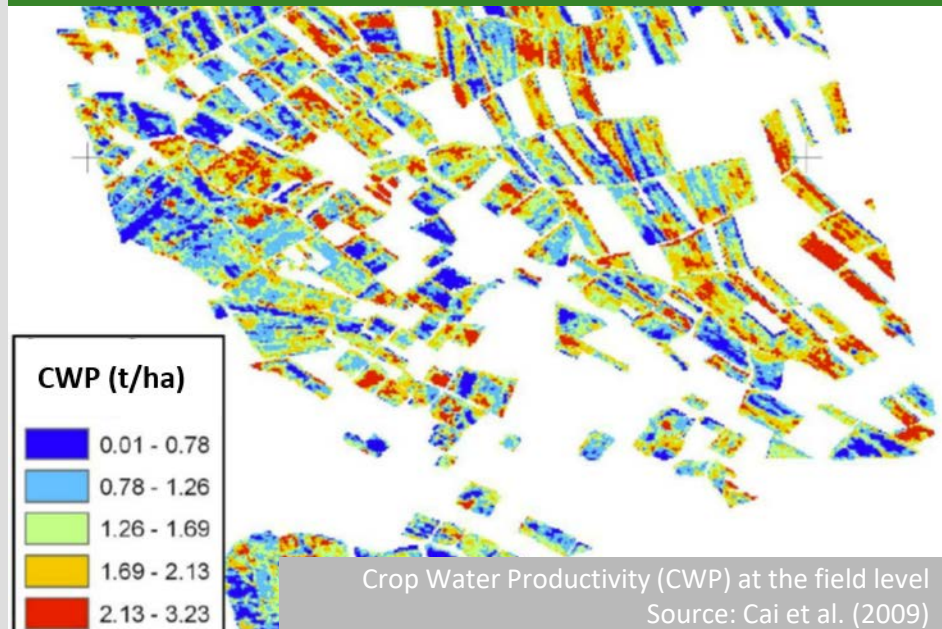 CWP (t/ha)
0.01 - 0.78
0.78 - 1.26
1.26 - 1.69
1.69 - 2.13
2.13 - 3.23
Crop Water Productivity (CWP) at the field level
Source: Cai et al. (2009)